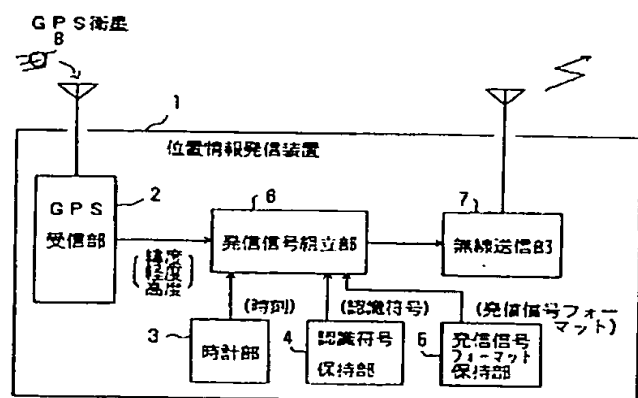 GPS衛星
8
1
位置情報発信装置
2
GPS
受信部
6
発信信号組立部
7
無線送信部
緯度
経度
高度
(時刻)
(認識符号)
(発信信号フォー
マット)
3
時計部
4
認識符号
保持部
5
発信信号
フォーマット
保持部